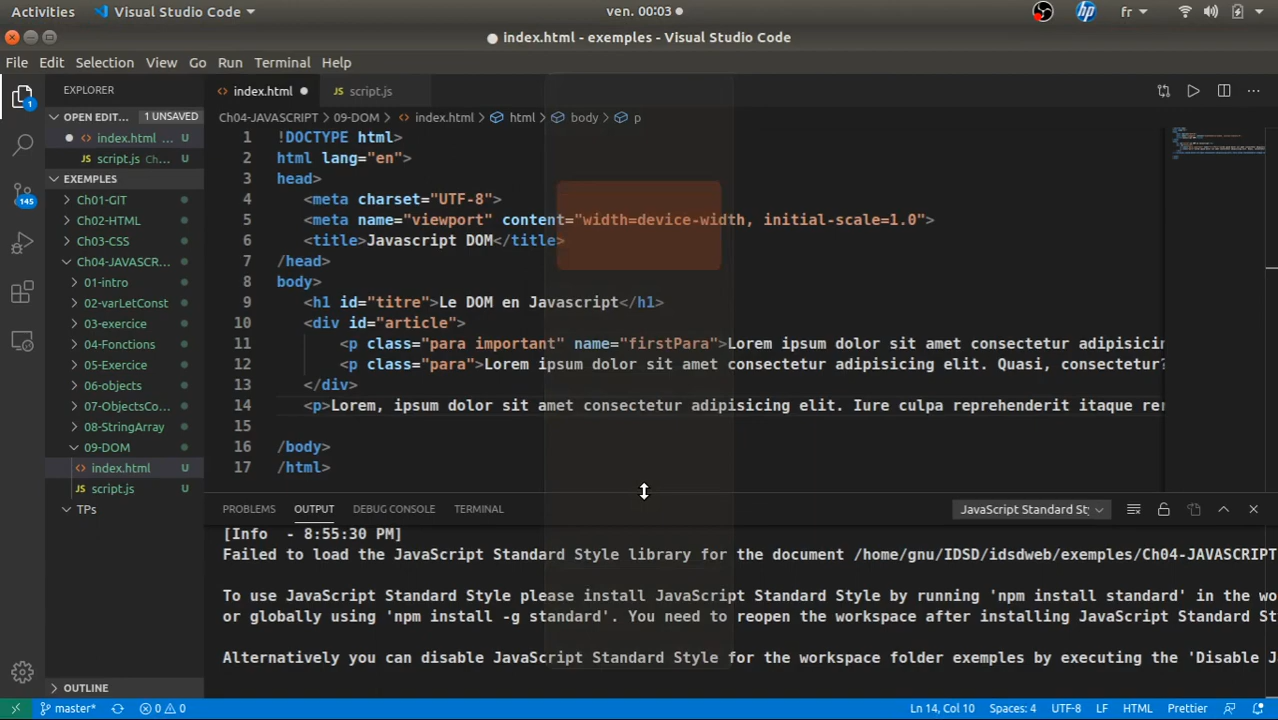 Activities Visual Studio Code ven. 00:03 fr
index.html - exemples - Visual Studio Code
File Edit Selection View Go Run Terminal Help
EXPLORER
OPEN EDIT... 1 UNSAVED
index.html ... U
script.js Ch... U
EXEMPLES
Ch01-GIT
Ch02-HTML
Ch03-CSS
Ch04-JAVASCR...
01-intro
02-varLetConst
03-exercice
04-Fonctions
05-Exercice
06-objects
07-ObjectsCo...
08-StringArray
09-DOM
index.html U
script.js U
TPs
OUTLINE
1
145
index.html script.js
Ch04-JAVASCRIPT > 09-DOM > index.html > html > body > p
1 !DOCTYPE html>
2 html lang="en">
3 head>
4 <meta charset="UTF-8">
5 <meta name="viewport" content="width=device-width, initial-scale=1.0">
6 <title>Javascript DOM</title>
7 /head>
8 body>
9 <h1 id="titre">Le DOM en Javascript</h1>
10 <div id="article">
11 <p class="para important" name="firstPara">Lorem ipsum dolor sit amet consectetur adipisicin
12 <p class="para">Lorem ipsum dolor sit amet consectetur adipisicing elit. Quasi, consectetur?
13 </div>
14 <p>Lorem, ipsum dolor sit amet consectetur adipisicing elit. Iure culpa reprehenderit itaque rer
15
16 /body>
17 /html>
PROBLEMS OUTPUT DEBUG CONSOLE TERMINAL JavaScript Standard St
[Info - 8:55:30 PM]
Failed to load the JavaScript Standard Style library for the document /home/gnu/IDSD/idsdweb/exemples/Ch04-JAVASCRIPT
To use JavaScript Standard Style please install JavaScript Standard Style by running 'npm install standard' in the wo
or globally using 'npm install -g standard'. You need to reopen the workspace after installing JavaScript Standard St
Alternatively you can disable JavaScript Standard Style for the workspace folder exemples by executing the 'Disable J
master* 0 0 Ln 14, Col 10 Spaces: 4 UTF-8 LF HTML Prettier